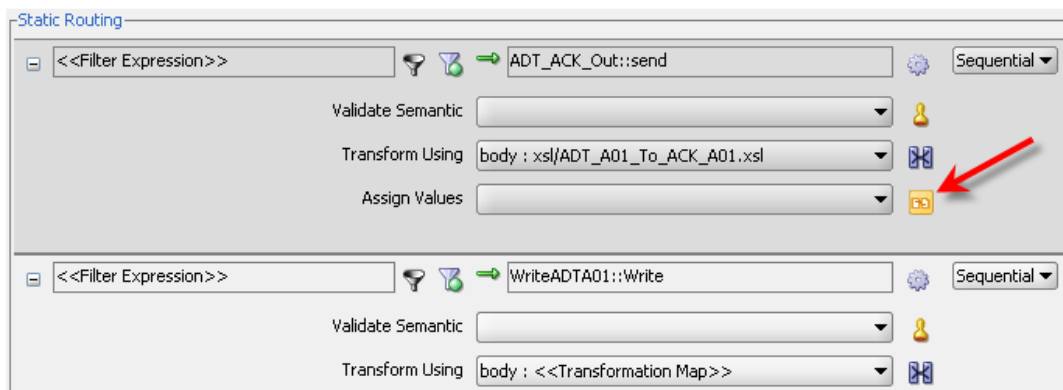 Static Routing
<<Filter Expression>> ADT_ACK_Out::send Sequential
Validate Semantic
Transform Using body : xsl/ADT_A01_To_ACK_A01.xsl
Assign Values
<<Filter Expression>> WriteADTA01::Write Sequential
Validate Semantic
Transform Using body : <<Transformation Map>>